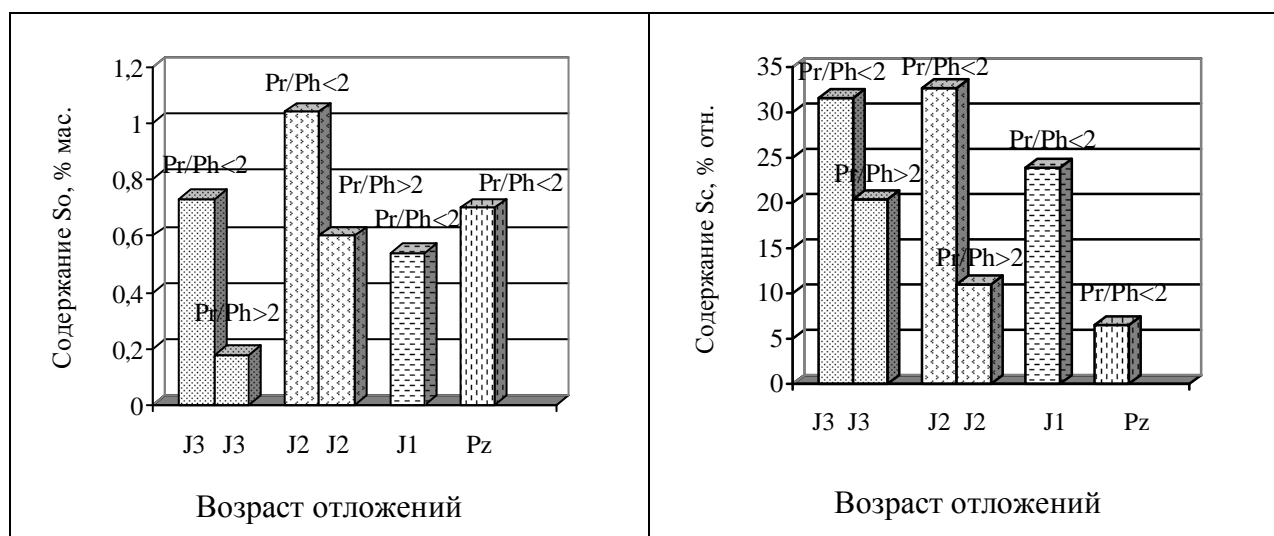 Содержание Sо, % мас.
1,2
1
0,8
0,6
0,4
0,2
0
Pr/Ph<2
Pr/Ph>2
Pr/Ph<2
Pr/Ph>2
Pr/Ph<2
Pr/Ph<2
J3 J3 J2 J2 J1 Pz
Возраст отложений
Содержание Sс, % отн.
35
30
25
20
15
10
5
0
Pr/Ph<2
Pr/Ph>2
Pr/Ph<2
Pr/Ph>2
Pr/Ph<2
Pr/Ph<2
J3 J3 J2 J2 J1 Pz
Возраст отложений